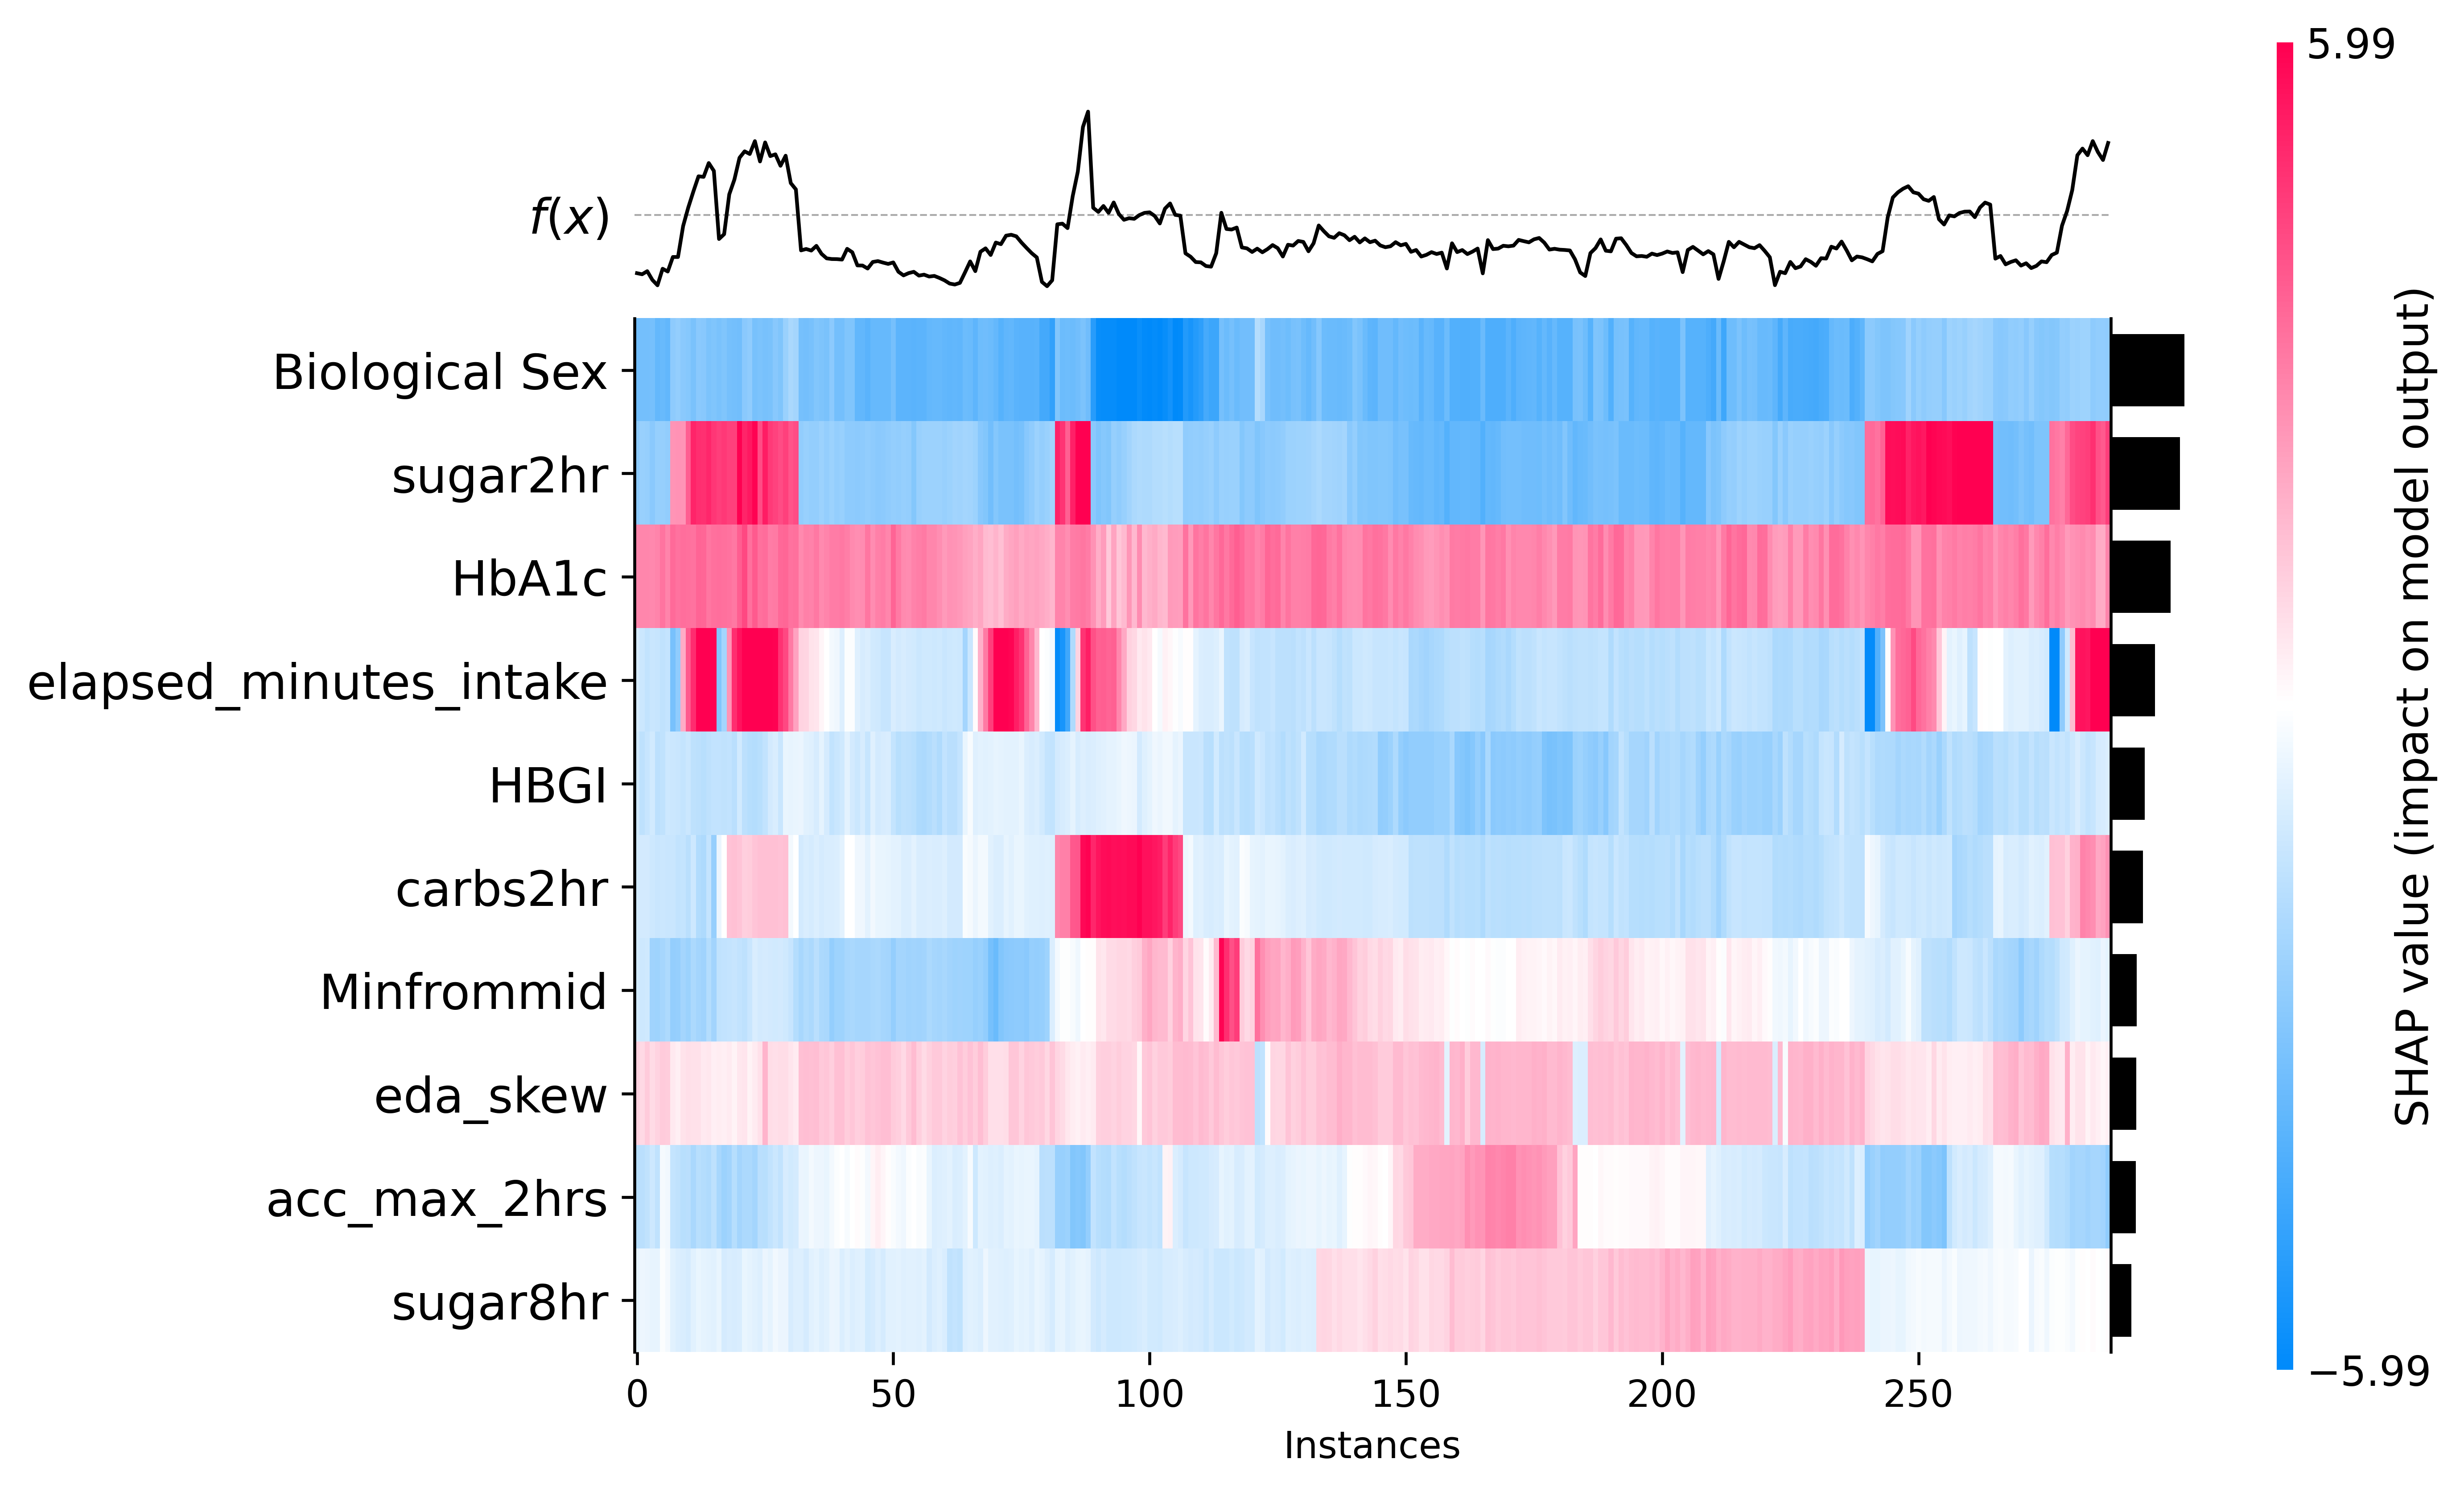 5.99
f(x)
Biological Sex
sugar2hr
HbA1c
elapsed_minutes_intake
HBGI
carbs2hr
Minfrommid
eda_skew
acc_max_2hrs
sugar8hr
0 50 100 150 200 250
Instances
SHAP value (impact on model output)
−5.99